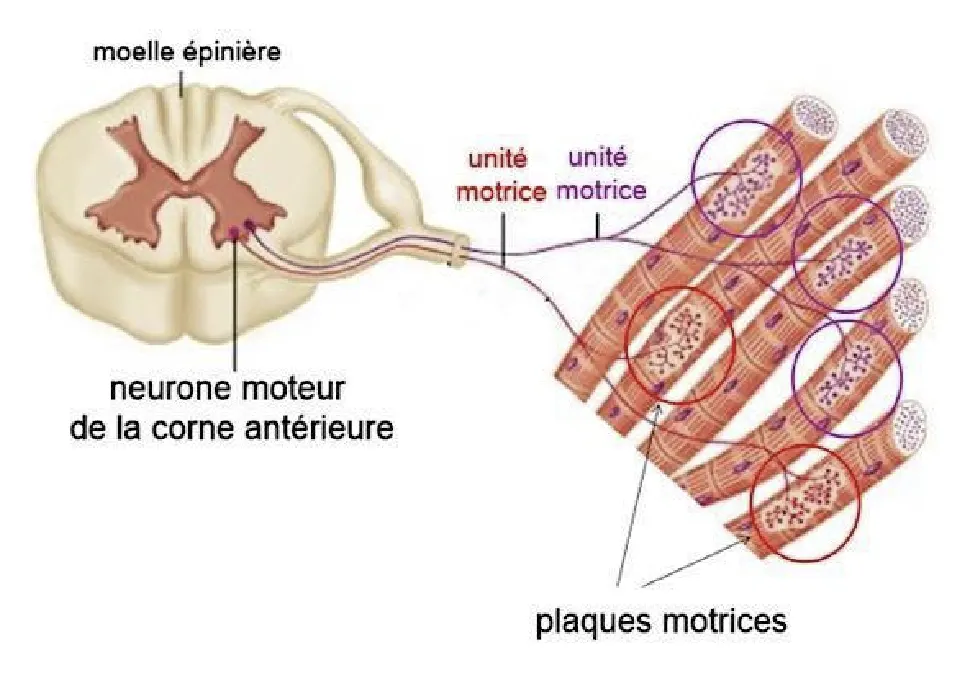 moelle épinière
unité
motrice
unité
motrice
neurone moteur
de la corne antérieure
plaques motrices